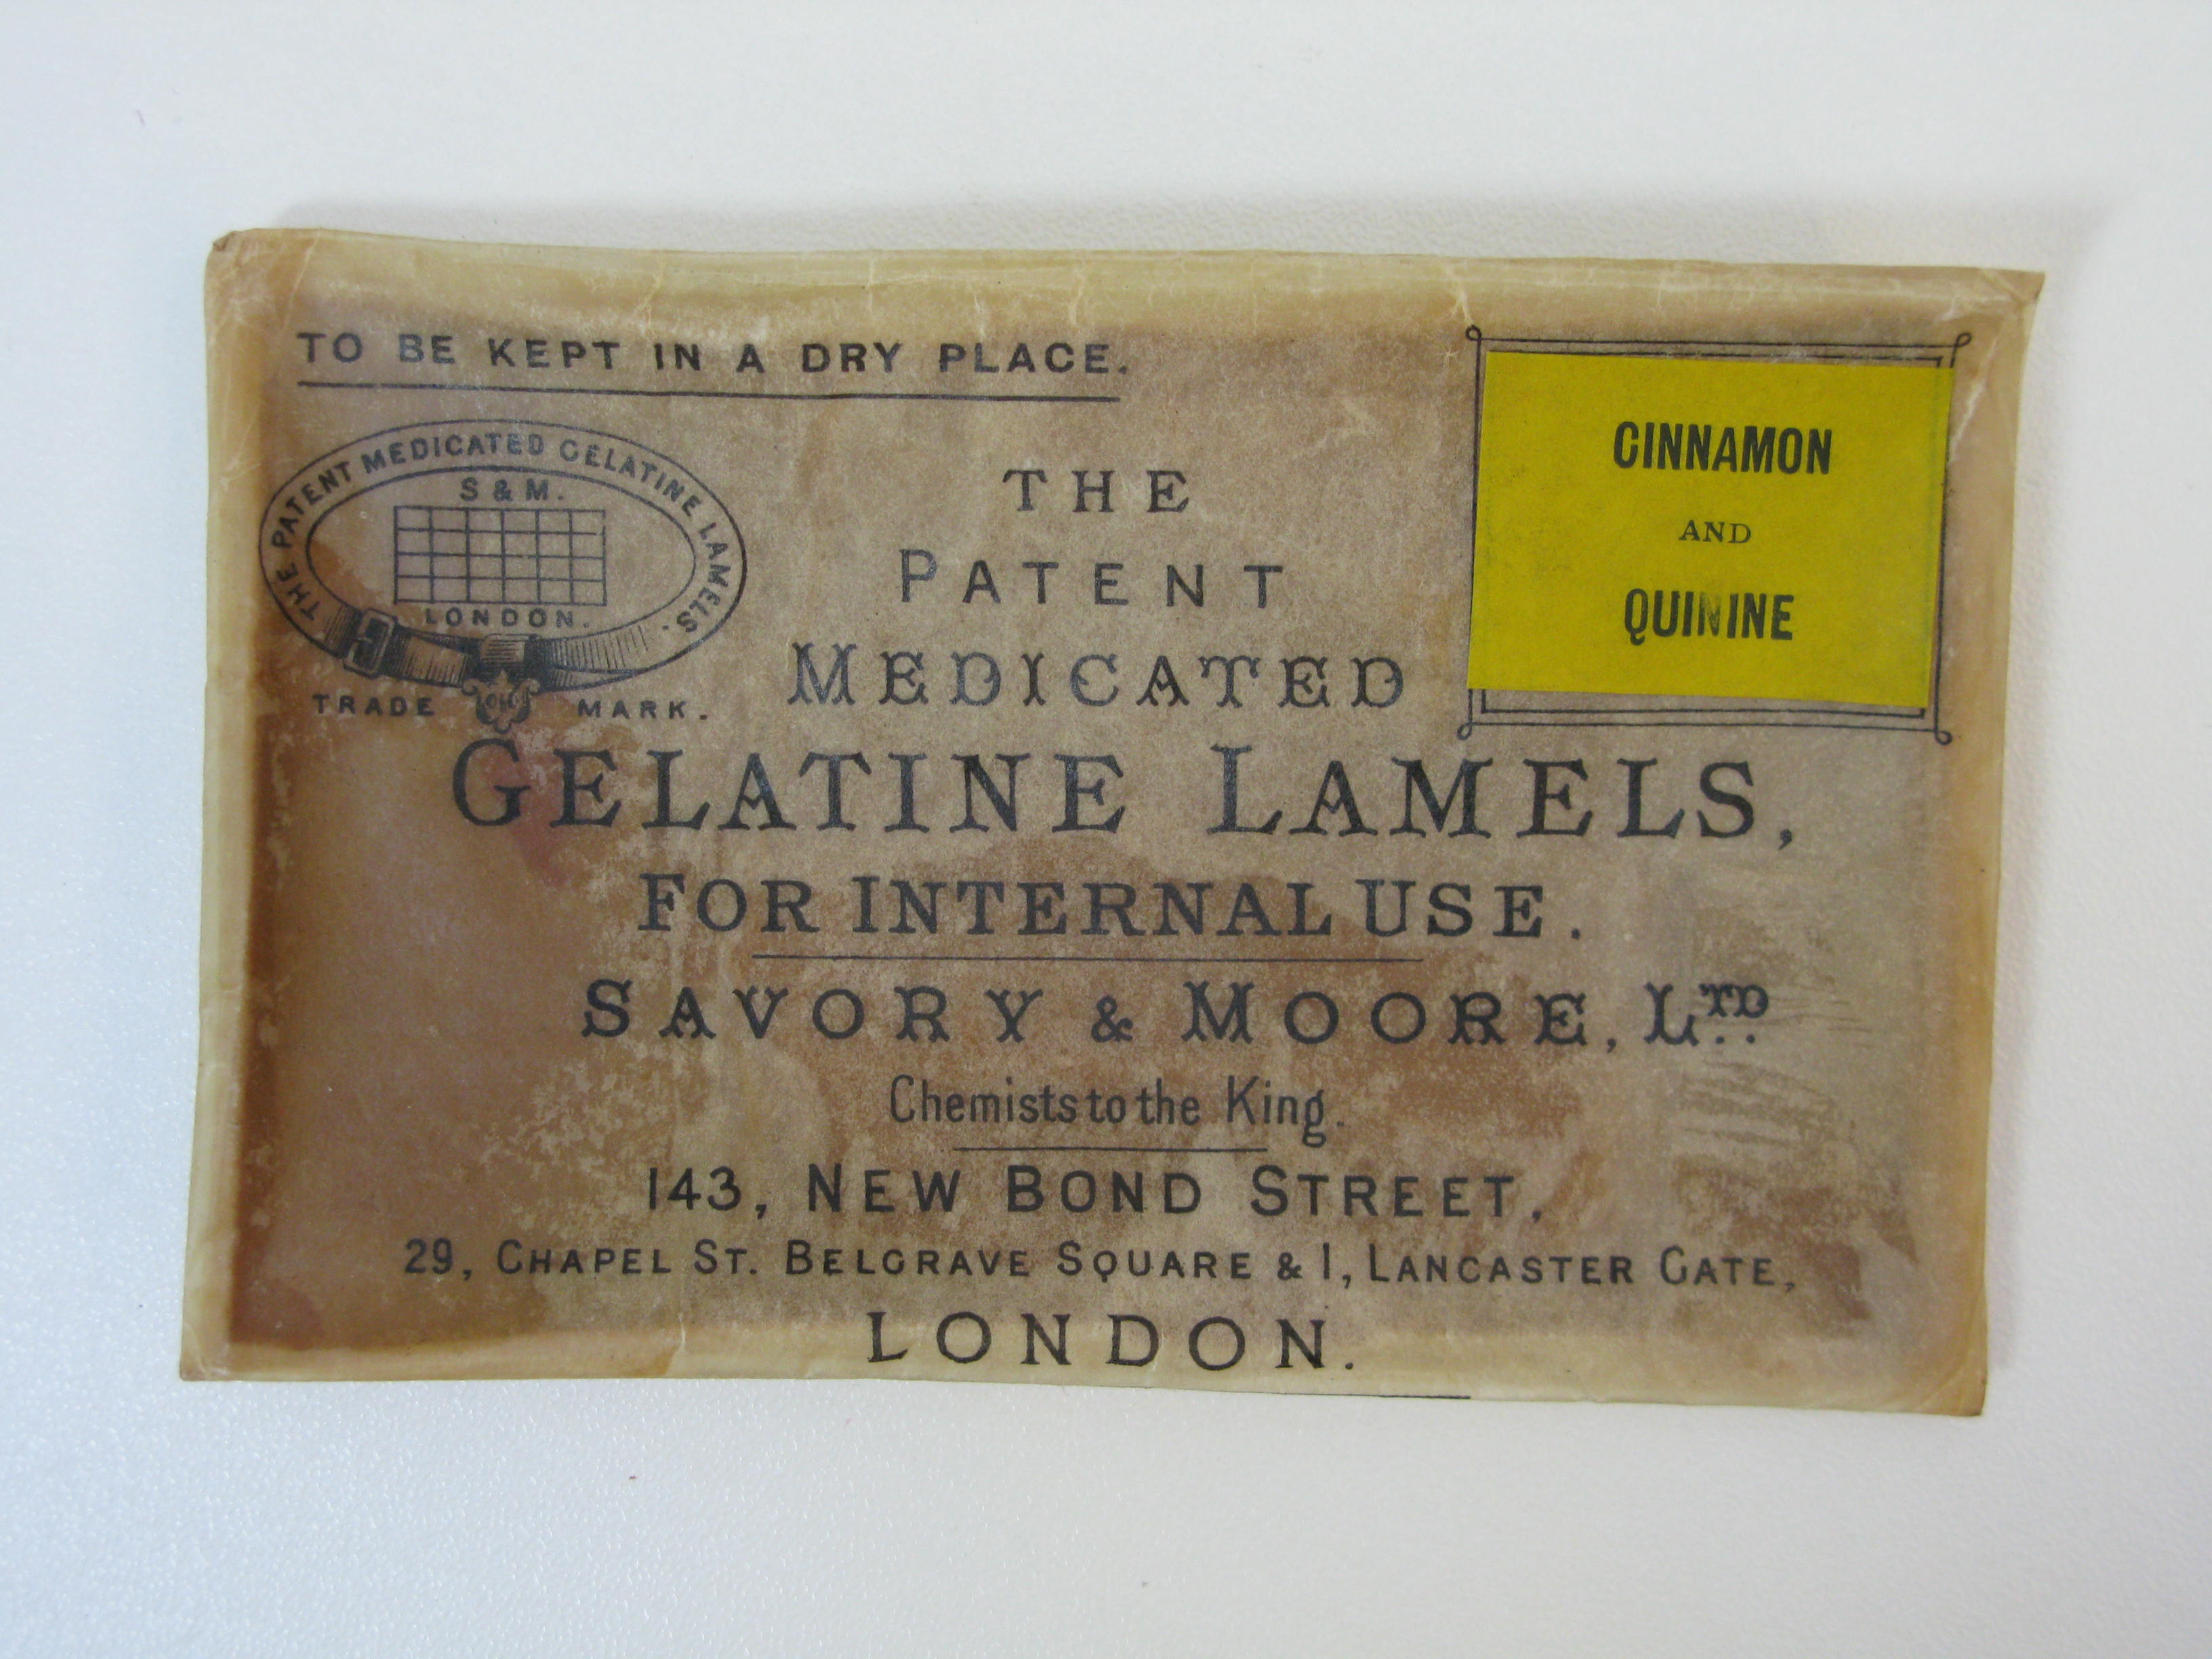 TO BE KEPT IN A DRY PLACE.
THE PATENT MEDICATED GELATINE LAMELS.
S & M.
LONDON.
TRADE MARK.
CINNAMON
AND
QUININE
THE
PATENT
MEDICATED
GELATINE LAMELS,
FOR INTERNAL USE.
SAVORY & MOORE, LTD.
Chemists to the King.
143, NEW BOND STREET,
29, CHAPEL ST. BELGRAVE SQUARE & 1, LANCASTER GATE,
LONDON.